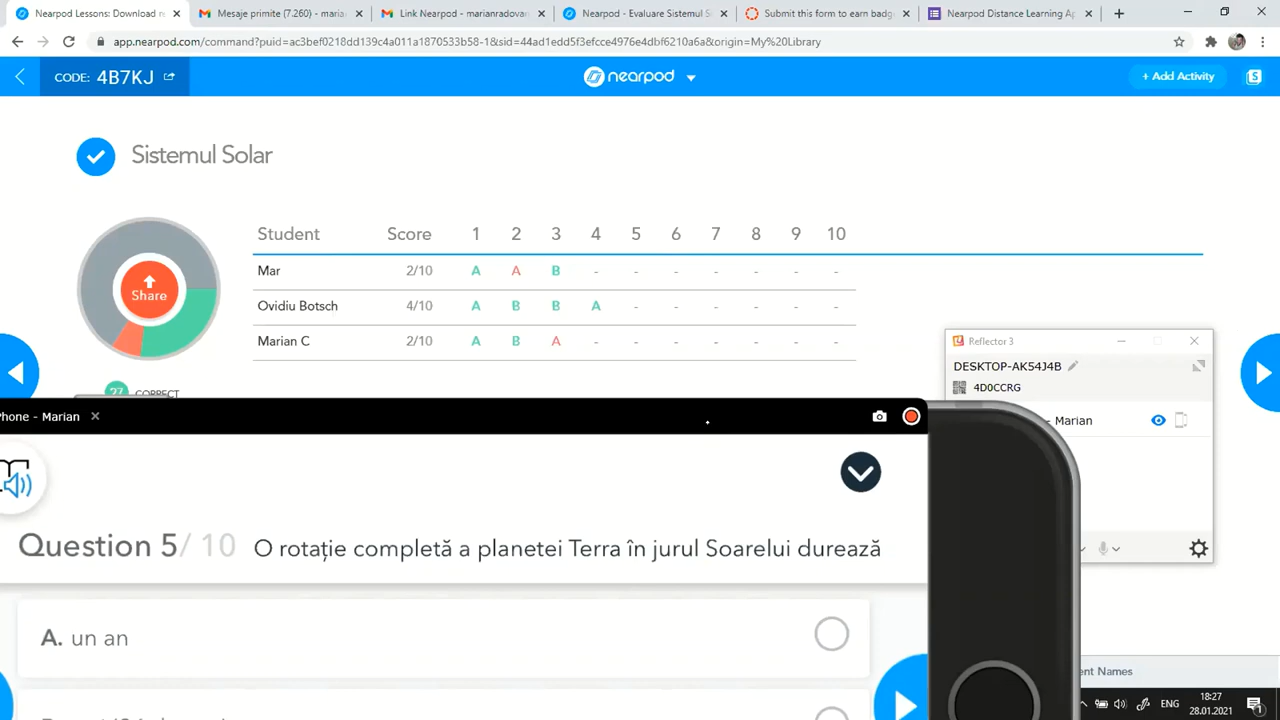 Nearpod Lessons: Download r
Mesaje primite (7.260) - maria
Link Nearpod - marianradovan
Nearpod - Evaluare Sistemul S
Submit this form to earn badg
Nearpod Distance Learning Ap
app.nearpod.com/command?puid=ac3bef0218dd139c4a011a1870533b58-1&sid=44ad1edd5f3efcce4976e4dbf6210a6a&origin=My%20Library
CODE: 4B7KJ
nearpod
+ Add Activity
S
Sistemul Solar
Student Score 1 2 3 4 5 6 7 8 9 10
Mar 2/10 A A B - - - - - - -
Ovidiu Botsch 4/10 A B B A - - - - - -
Marian C 2/10 A B A - - - - - - -
Share
27 CORRECT
Reflector 3
DESKTOP-AK54J4B
4D0CCRG
- Marian
Phone - Marian
Question 5/ 10 O rotație completă a planetei Terra în jurul Soarelui durează
A. un an
ent Names
ENG
18:27
28.01.2021